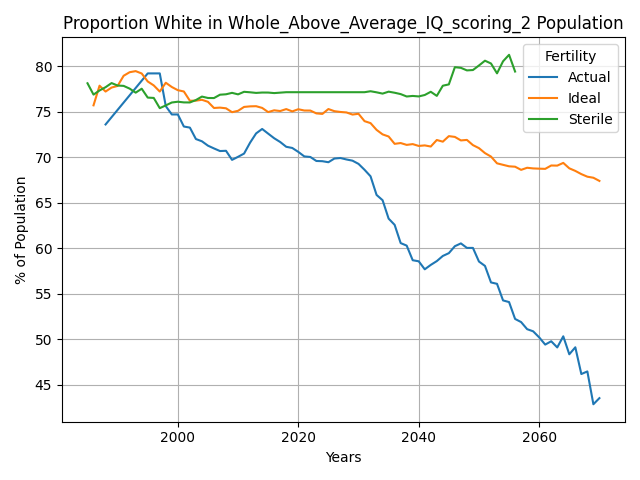 Proportion White in Whole_Above_Average_IQ_scoring_2 Population
Fertility
Actual
Ideal
Sterile
% of Population
80
75
70
65
60
55
50
45
2000
2020
2040
2060
Years